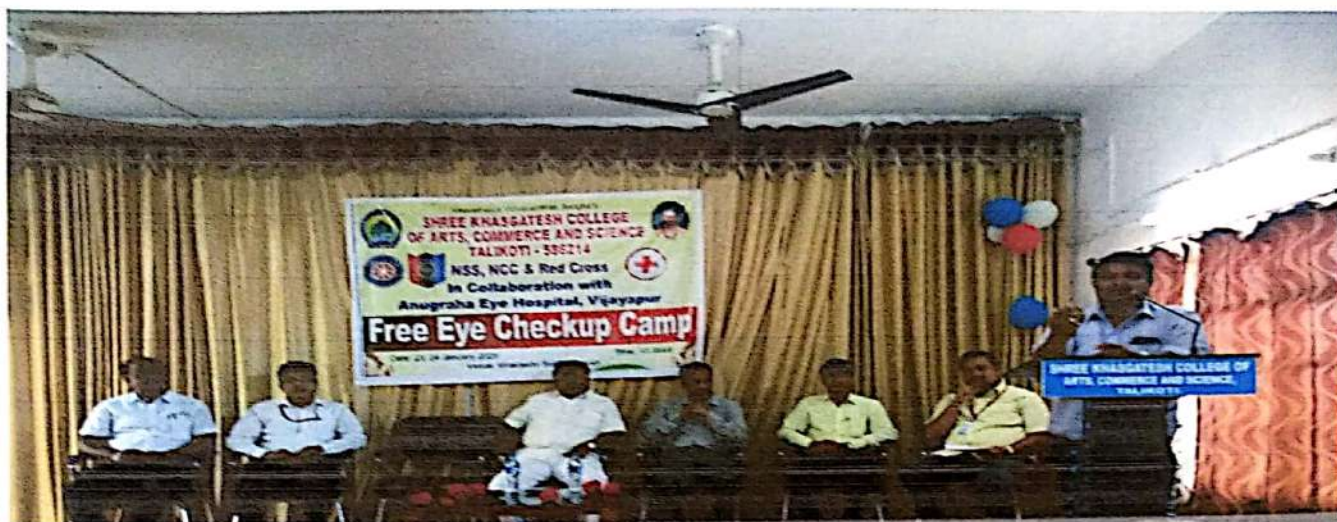 SHREE KHASGATESH COLLEGE
OF ARTS, COMMERCE AND SCIENCE
TALIKOTI - 586214
NSS, NCC & Red Cross
In Collaboration with
Anugraha Eye Hospital, Vijayapur
Free Eye Checkup Camp
SHREE KHASGATESH COLLEGE OF
ARTS, COMMERCE AND SCIENCE,
TALIKOTI